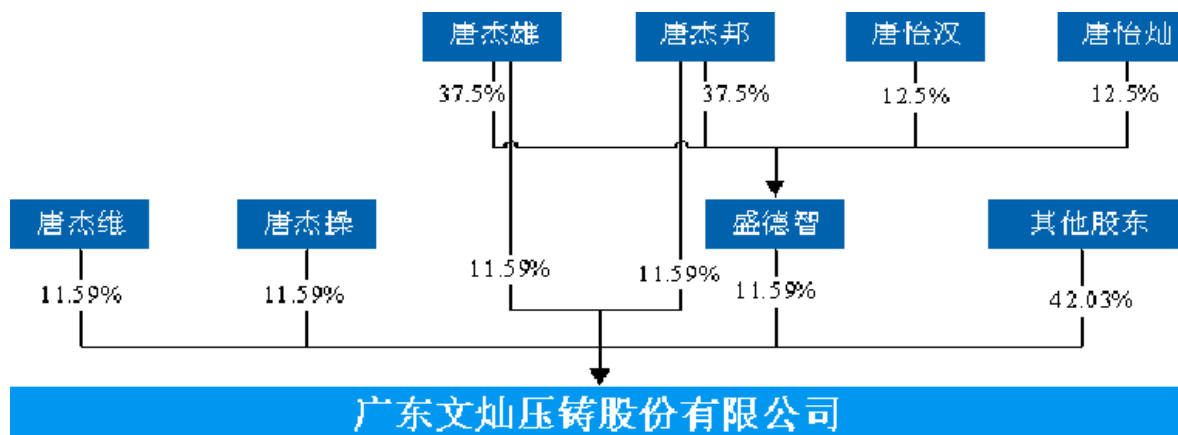 唐杰雄 唐杰邦 唐怡汉 唐怡灿
37.5% 37.5% 12.5% 12.5%
唐杰维 唐杰操 盛德智 其他股东
11.59% 11.59% 11.59% 11.59% 11.59% 42.03%
广东文灿压铸股份有限公司